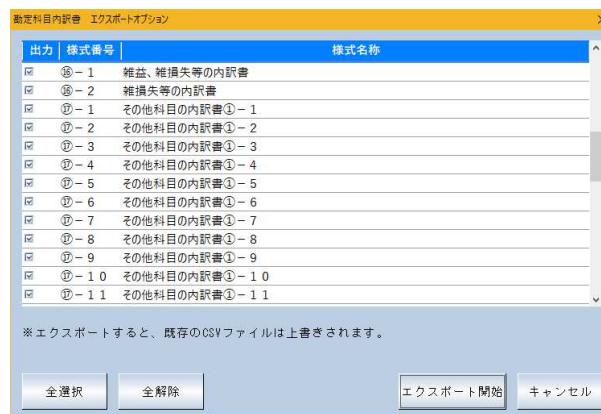 勘定科目内訳書 エクスポートオプション
出力 様式番号 様式名称
⑯－１ 雑益、雑損失等の内訳書
⑯－２ 雑損失等の内訳書
⑰－１ その他科目の内訳書①－１
⑰－２ その他科目の内訳書①－２
⑰－３ その他科目の内訳書①－３
⑰－４ その他科目の内訳書①－４
⑰－５ その他科目の内訳書①－５
⑰－６ その他科目の内訳書①－６
⑰－７ その他科目の内訳書①－７
⑰－８ その他科目の内訳書①－８
⑰－９ その他科目の内訳書①－９
⑰－１０ その他科目の内訳書①－１０
⑰－１１ その他科目の内訳書①－１１
※エクスポートすると、既存のCSVファイルは上書きされます。
全選択 全解除 エクスポート開始 キャンセル